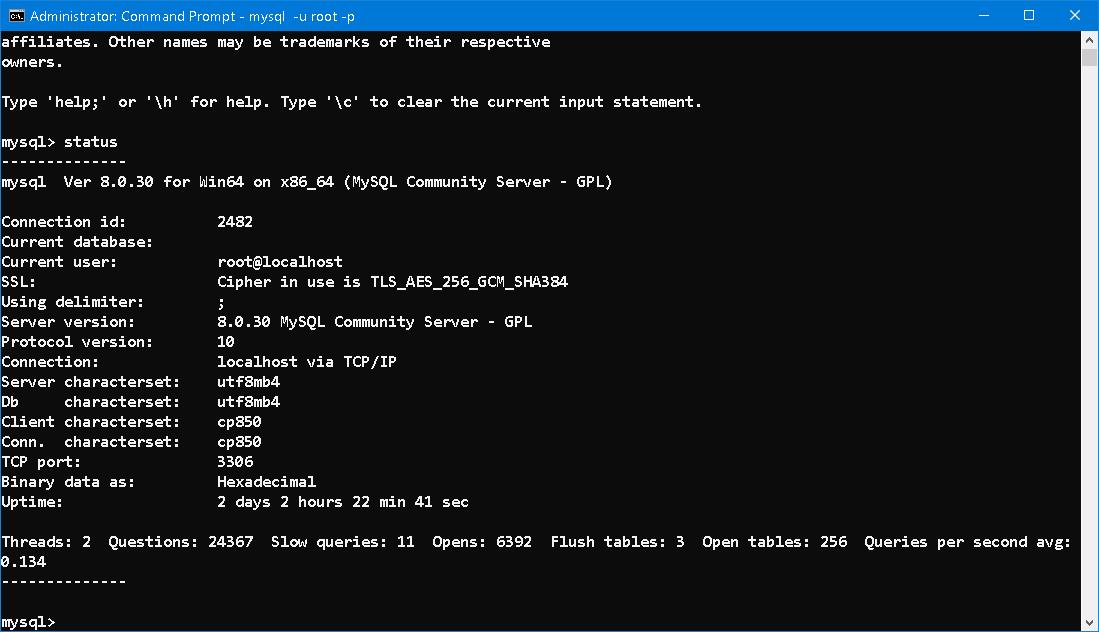 Administrator: Command Prompt - mysql  -u root -p
affiliates. Other names may be trademarks of their respective
owners.
Type 'help;' or '\h' for help. Type '\c' to clear the current input statement.
mysql> status
--------------
mysql  Ver 8.0.30 for Win64 on x86_64 (MySQL Community Server - GPL)
Connection id:          2482
Current database:
Current user:           root@localhost
SSL:                    Cipher in use is TLS_AES_256_GCM_SHA384
Using delimiter:        ;
Server version:         8.0.30 MySQL Community Server - GPL
Protocol version:       10
Connection:             localhost via TCP/IP
Server characterset:    utf8mb4
Db     characterset:    utf8mb4
Client characterset:    cp850
Conn.  characterset:    cp850
TCP port:               3306
Binary data as:         Hexadecimal
Uptime:                 2 days 2 hours 22 min 41 sec
Threads: 2  Questions: 24367  Slow queries: 11  Opens: 6392  Flush tables: 3  Open tables: 256  Queries per second avg:
0.134
--------------
mysql>